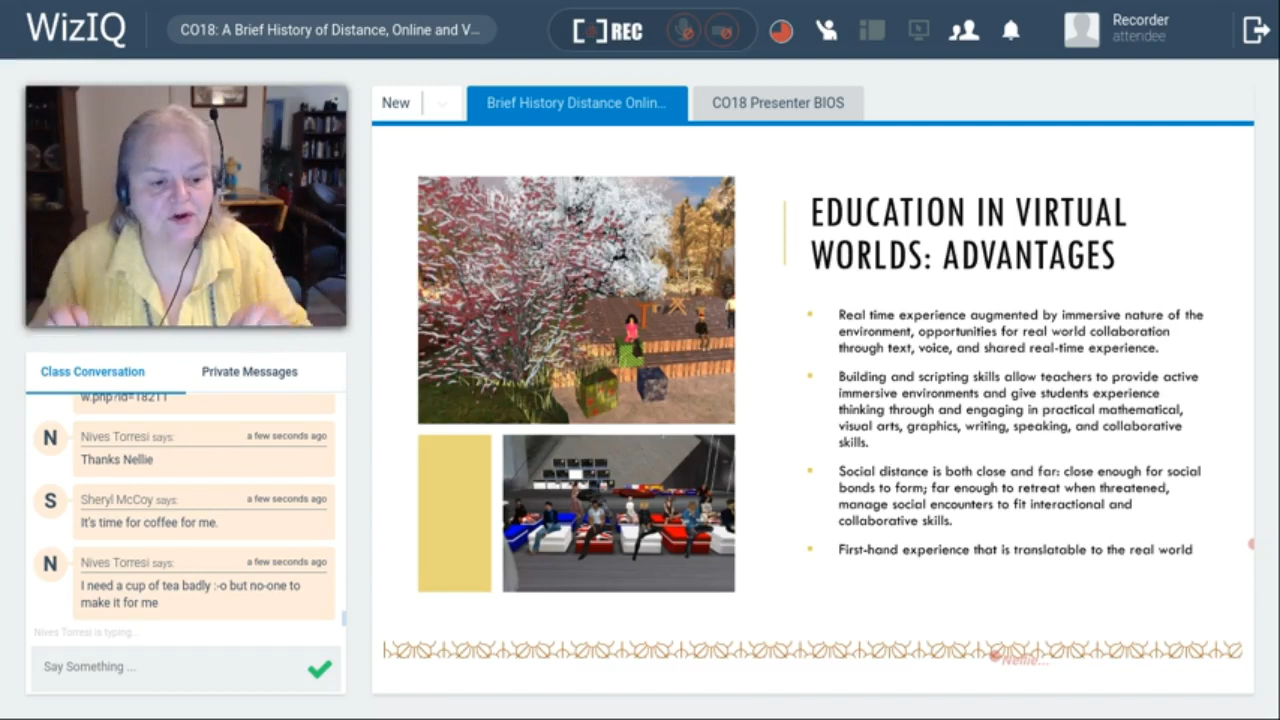 WizIQ
CO18: A Brief History of Distance, Online and V...
REC
Recorder
attendee
New
Brief History Distance Onlin...
CO18 Presenter BIOS
EDUCATION IN VIRTUAL
WORLDS: ADVANTAGES
Real time experience augmented by immersive nature of the
environment, opportunities for real world collaboration
through text, voice, and shared real-time experience.
Building and scripting skills allow teachers to provide active
immersive environments and give students experience
thinking through and engaging in practical mathematical,
visual arts, graphics, writing, speaking, and collaborative
skills.
Social distance is both close and far: close enough for social
bonds to form; far enough to retreat when threatened,
manage social encounters to fit interactional and
collaborative skills.
First-hand experience that is translatable to the real world
Nellie...
Class Conversation
Private Messages
w.php?id=18211
N
Nives Torresi says:
a few seconds ago
Thanks Nellie
S
Sheryl McCoy says:
a few seconds ago
It's time for coffee for me.
N
Nives Torresi says:
a few seconds ago
I need a cup of tea badly :-o but no-one to
make it for me
Nives Torresi is typing...
Say Something ...